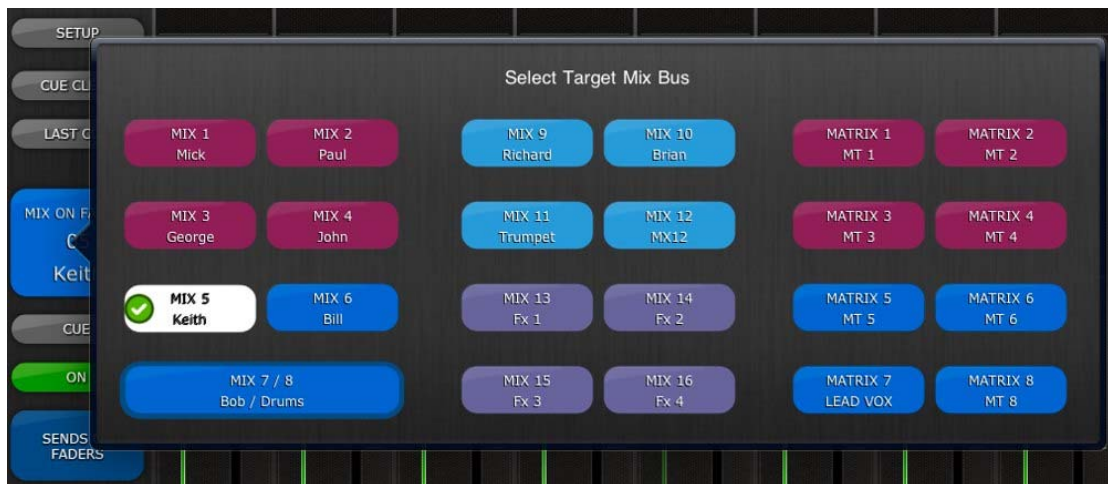 SETUP
CUE CL
LAST C
MIX ON FA
Keit
CUE
ON
SENDS
FADERS
Select Target Mix Bus
MIX 1
Mick
MIX 2
Paul
MIX 9
Richard
MIX 10
Brian
MATRIX 1
MT 1
MATRIX 2
MT 2
MIX 3
George
MIX 4
John
MIX 11
Trumpet
MIX 12
MX12
MATRIX 3
MT 3
MATRIX 4
MT 4
MIX 5
Keith
MIX 6
Bill
MIX 13
Fx 1
MIX 14
Fx 2
MATRIX 5
MT 5
MATRIX 6
MT 6
MIX 7 / 8
Bob / Drums
MIX 15
Fx 3
MIX 16
Fx 4
MATRIX 7
LEAD VOX
MATRIX 8
MT 8